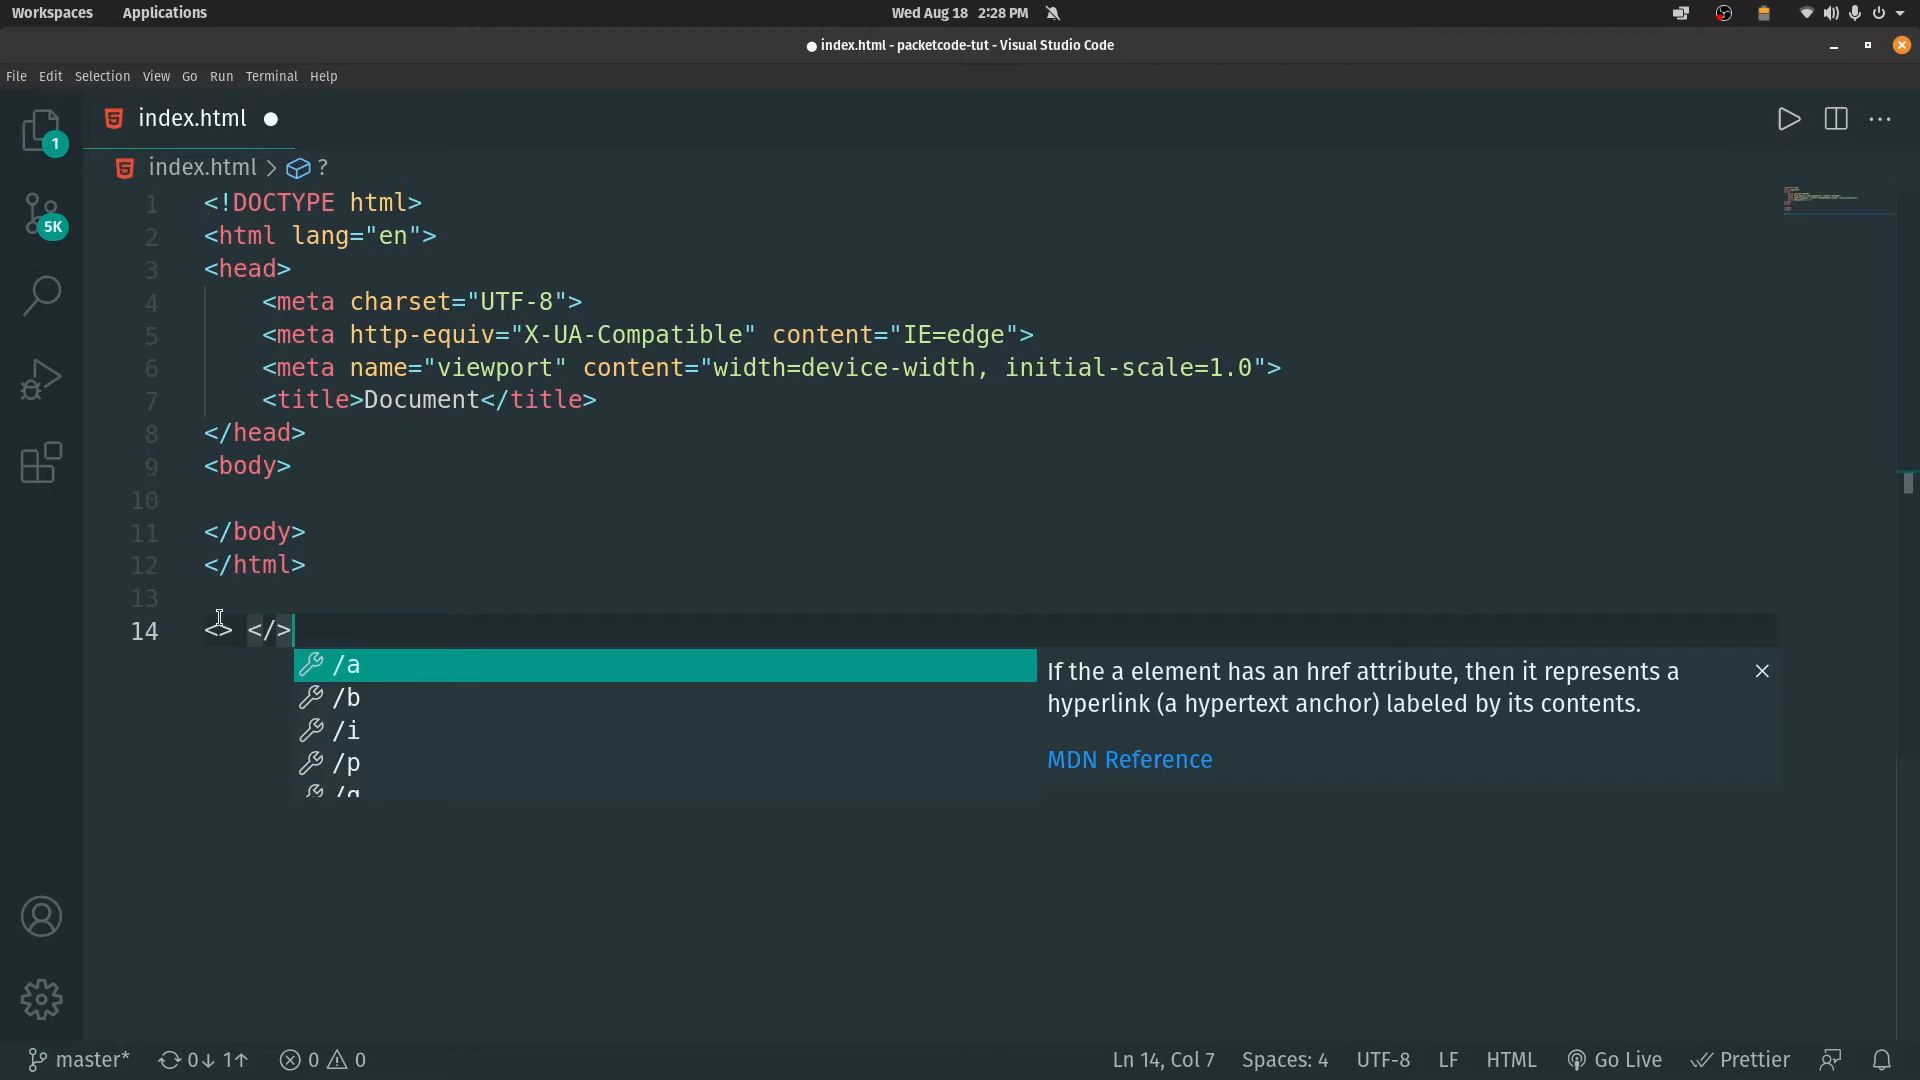 Workspaces Applications Wed Aug 18 2:28 PM
● index.html - packetcode-tut - Visual Studio Code
File Edit Selection View Go Run Terminal Help
index.html ●
1
index.html > ?
1 <!DOCTYPE html>
5K
2 <html lang="en">
3 <head>
4 <meta charset="UTF-8">
5 <meta http-equiv="X-UA-Compatible" content="IE=edge">
6 <meta name="viewport" content="width=device-width, initial-scale=1.0">
7 <title>Document</title>
8 </head>
9 <body>
10
11 </body>
12 </html>
13
14 <> </>
/a
/b
/i
/p
/q
If the a element has an href attribute, then it represents a
hyperlink (a hypertext anchor) labeled by its contents.
MDN Reference
master* 0↓ 1↑ 0 0 Ln 14, Col 7 Spaces: 4 UTF-8 LF HTML Go Live Prettier